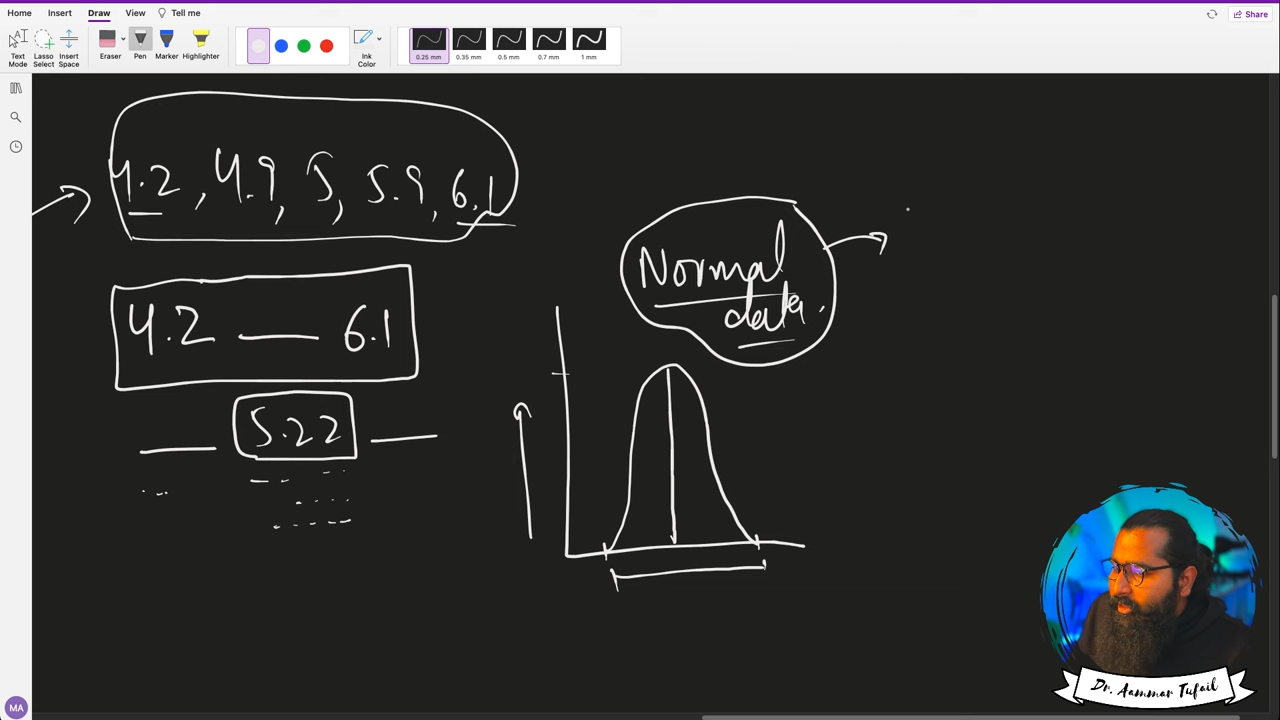 Home Insert Draw View Tell me
Share
Text Mode
Lasso Select
Insert Space
Eraser
Pen
Marker
Highlighter
Ink Color
0.25 mm
0.35 mm
0.5 mm
0.7 mm
1 mm
4.2, 4.9, 5, 5.9, 6.1
4.2 — 6.1
5.22
Normal
data.
MA
Dr. Aammar Tufail